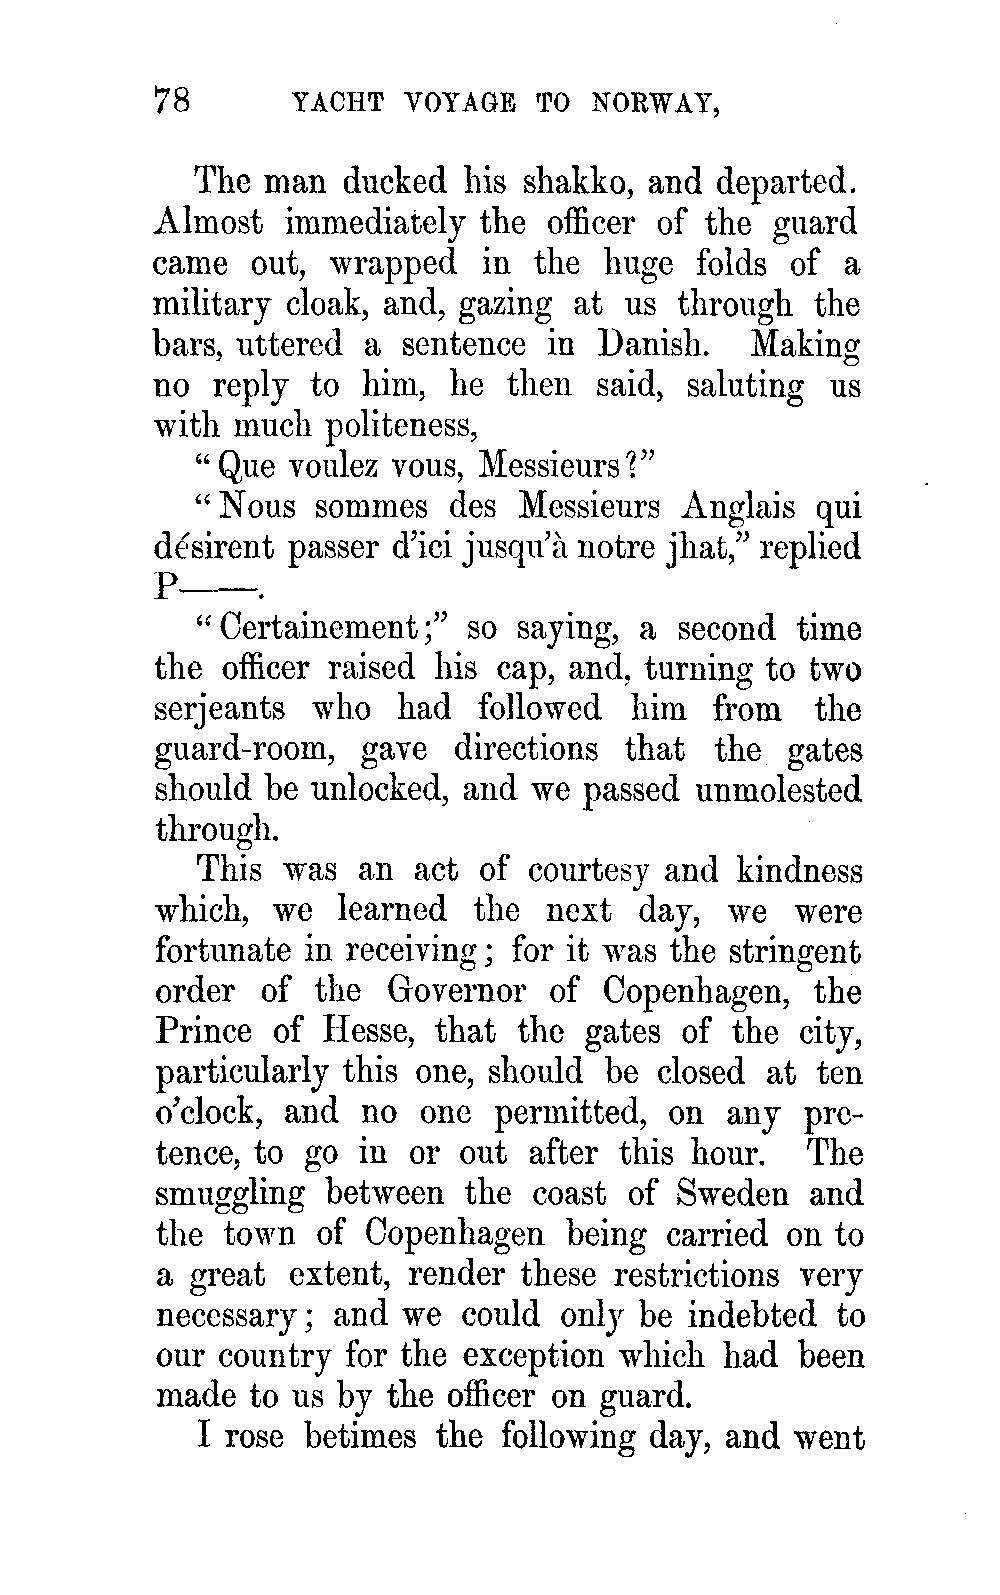 78 YACHT VOYAGE TO NORWAY,
The man ducked his shakko, and departed.
Almost immediately the officer of the guard
came out, wrapped in the huge folds of a
military cloak, and, gazing at us through the
bars, uttered a sentence in Danish. Making
no reply to him, he then said, saluting us
with much politeness,
“Que voulez vous, Messieurs?”
“Nous sommes des Messieurs Anglais qui
désirent passer d’ici jusqu’à notre jhat,” replied
P——.
“Certainement;” so saying, a second time
the officer raised his cap, and, turning to two
serjeants who had followed him from the
guard-room, gave directions that the gates
should be unlocked, and we passed unmolested
through.
This was an act of courtesy and kindness
which, we learned the next day, we were
fortunate in receiving; for it was the stringent
order of the Governor of Copenhagen, the
Prince of Hesse, that the gates of the city,
particularly this one, should be closed at ten
o’clock, and no one permitted, on any pre-
tence, to go in or out after this hour. The
smuggling between the coast of Sweden and
the town of Copenhagen being carried on to
a great extent, render these restrictions very
necessary; and we could only be indebted to
our country for the exception which had been
made to us by the officer on guard.
I rose betimes the following day, and went